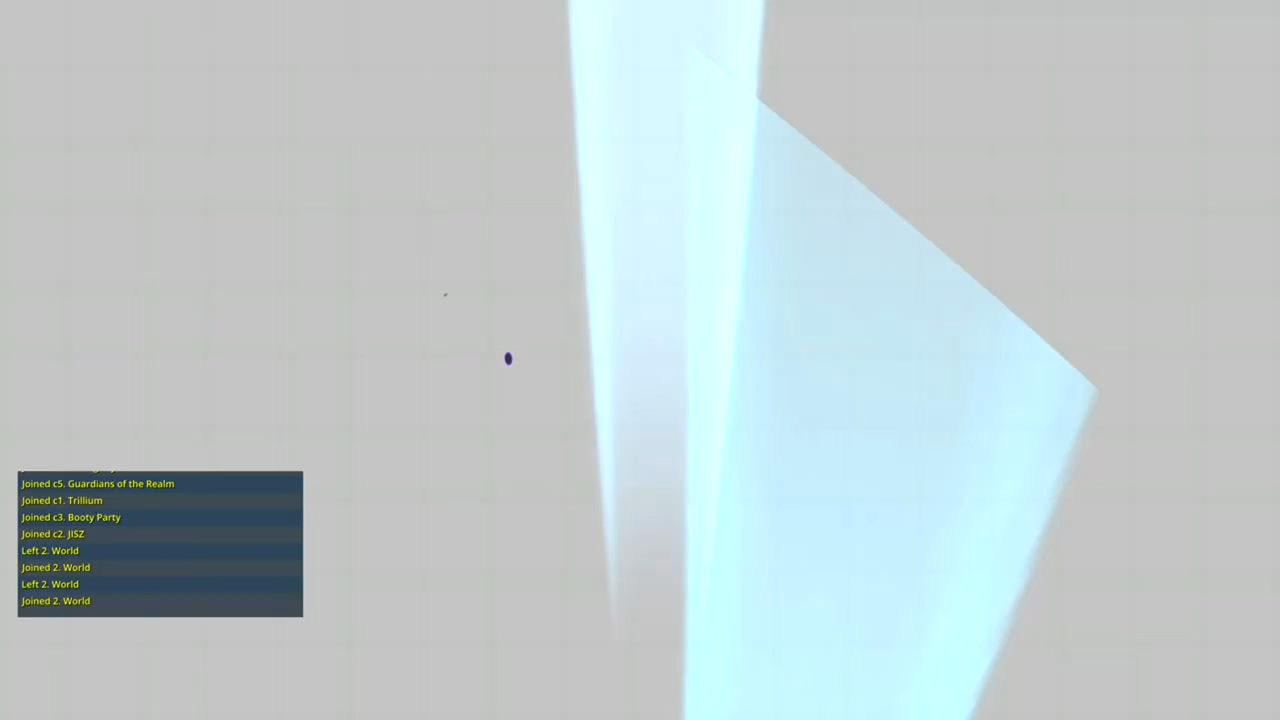 Joined c5. Guardians of the Realm
Joined c1. Trillium
Joined c3. Booty Party
Joined c2. JISZ
Left 2. World
Joined 2. World
Left 2. World
Joined 2. World